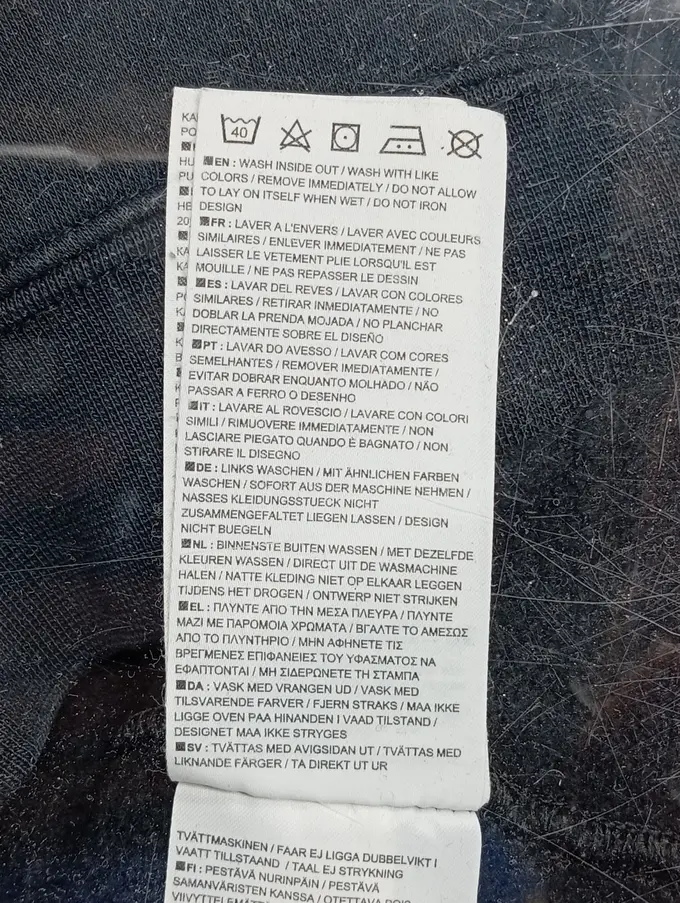 40
EN : WASH INSIDE OUT / WASH WITH LIKE
COLORS / REMOVE IMMEDIATELY / DO NOT ALLOW
TO LAY ON ITSELF WHEN WET / DO NOT IRON
DESIGN
FR : LAVER A L'ENVERS / LAVER AVEC COULEURS
SIMILAIRES / ENLEVER IMMEDIATEMENT / NE PAS
LAISSER LE VETEMENT PLIE LORSQU'IL EST
MOUILLE / NE PAS REPASSER LE DESSIN
ES : LAVAR DEL REVES / LAVAR CON COLORES
SIMILARES / RETIRAR INMEDIATAMENTE / NO
DOBLAR LA PRENDA MOJADA / NO PLANCHAR
DIRECTAMENTE SOBRE EL DISEÑO
PT : LAVAR DO AVESSO / LAVAR COM CORES
SEMELHANTES / REMOVER IMEDIATAMENTE /
EVITAR DOBRAR ENQUANTO MOLHADO / NÃO
PASSAR A FERRO O DESENHO
IT : LAVARE AL ROVESCIO / LAVARE CON COLORI
SIMILI / RIMUOVERE IMMEDIATAMENTE / NON
LASCIARE PIEGATO QUANDO È BAGNATO / NON
STIRARE IL DISEGNO
DE : LINKS WASCHEN / MIT ÄHNLICHEN FARBEN
WASCHEN / SOFORT AUS DER MASCHINE NEHMEN /
NASSES KLEIDUNGSSTUECK NICHT
ZUSAMMENGEFALTET LIEGEN LASSEN / DESIGN
NICHT BUEGELN
NL : BINNENSTE BUITEN WASSEN / MET DEZELFDE
KLEUREN WASSEN / DIRECT UIT DE WASMACHINE
HALEN / NATTE KLEDING NIET OP ELKAAR LEGGEN
TIJDENS HET DROGEN / ONTWERP NIET STRIJKEN
EL : ΠΛΥΝΤΕ ΑΠΟ ΤΗΝ ΜΕΣΑ ΠΛΕΥΡΑ / ΠΛΥΝΤΕ
ΜΑΖΙ ΜΕ ΠΑΡΟΜΟΙΑ ΧΡΩΜΑΤΑ / ΒΓΑΛΤΕ ΤΟ ΑΜΕΣΩΣ
ΑΠΟ ΤΟ ΠΛΥΝΤΗΡΙΟ / ΜΗΝ ΑΦΗΝΕΤΕ ΤΙΣ
ΒΡΕΓΜΕΝΕΣ ΕΠΙΦΑΝΕΙΕΣ ΤΟΥ ΥΦΑΣΜΑΤΟΣ ΝΑ
ΕΦΑΠΤΟΝΤΑΙ / ΜΗ ΣΙΔΕΡΩΝΕΤΕ ΤΗ ΣΤΑΜΠΑ
DA : VASK MED VRANGEN UD / VASK MED
TILSVARENDE FARVER / FJERN STRAKS / MAA IKKE
LIGGE OVEN PAA HINANDEN I VAAD TILSTAND /
DESIGNET MAA IKKE STRYGES
SV : TVÄTTAS MED AVIGSIDAN UT / TVÄTTAS MED
LIKNANDE FÄRGER / TA DIREKT UT UR
TVÄTTMASKINEN / FAAR EJ LIGGA DUBBELVIKT I
VAATT TILLSTAAND / TAAL EJ STRYKNING
FI : PESTÄVÄ NURINPÄIN / PESTÄVÄ
SAMANVÄRISTEN KANSSA / OTETTAVA POIS